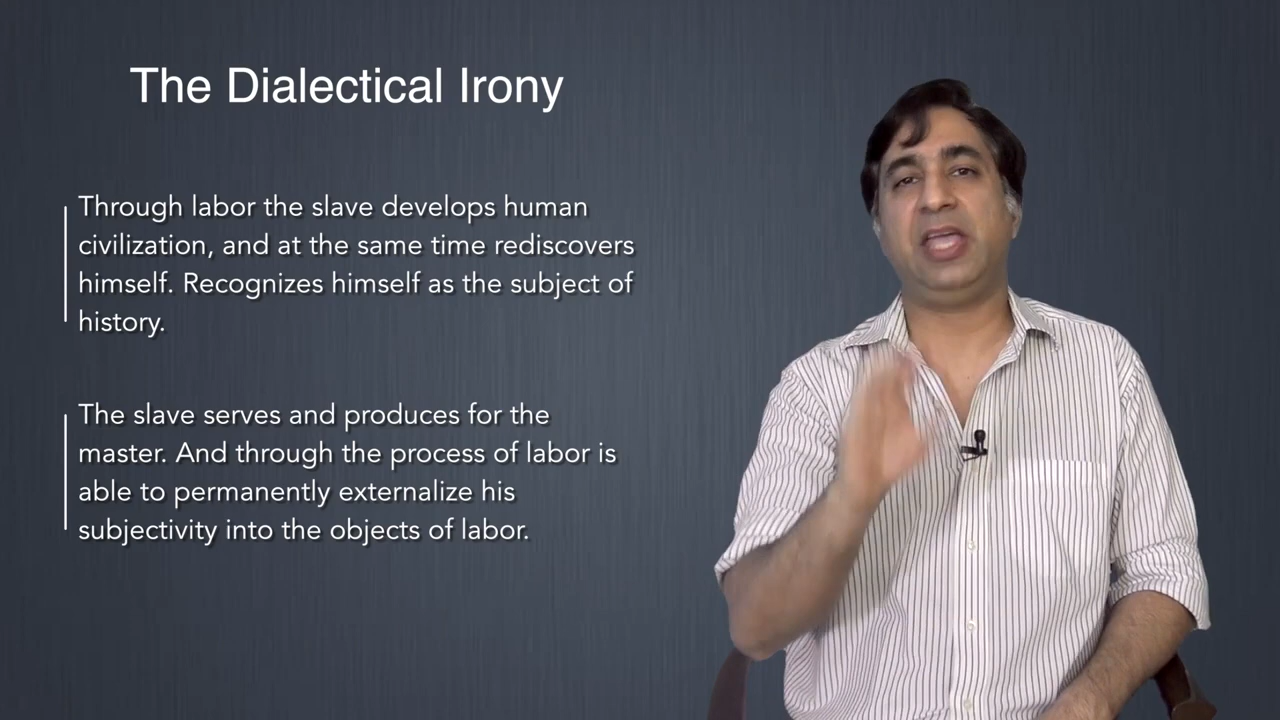 The Dialectical Irony
Through labor the slave develops human
civilization, and at the same time rediscovers
himself. Recognizes himself as the subject of
history.
The slave serves and produces for the
master. And through the process of labor is
able to permanently externalize his
subjectivity into the objects of labor.